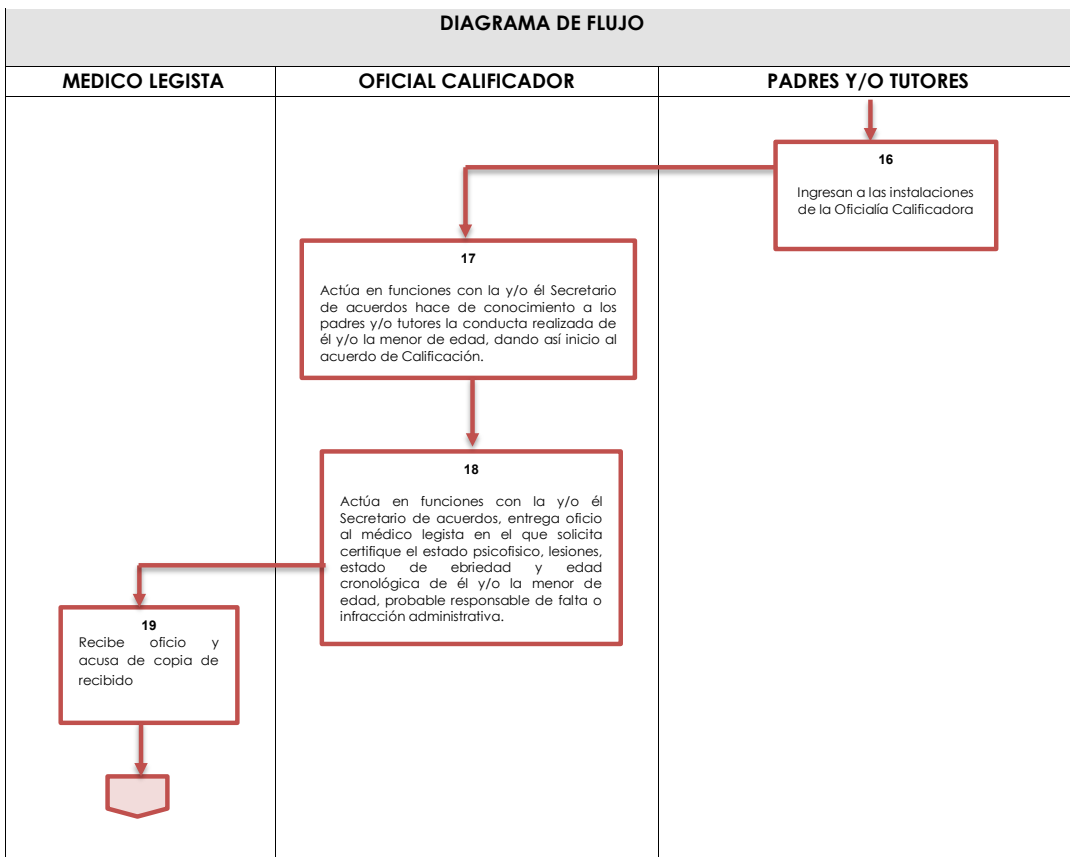 DIAGRAMA DE FLUJO
MEDICO LEGISTA
OFICIAL CALIFICADOR
PADRES Y/O TUTORES
16
Ingresan a las instalaciones
de la Oficialía Calificadora
17
Actúa en funciones con la y/o él Secretario
de acuerdos hace de conocimiento a los
padres y/o tutores la conducta realizada de
él y/o la menor de edad, dando así inicio al
acuerdo de Calificación.
18
Actúa en funciones con la y/o él
Secretario de acuerdos, entrega oficio
al médico legista en el que solicita
certifique el estado psicofisico, lesiones,
estado de ebriedad y edad
cronológica de él y/o la menor de
edad, probable responsable de falta o
infracción administrativa.
19
Recibe oficio y
acusa de copia de
recibido